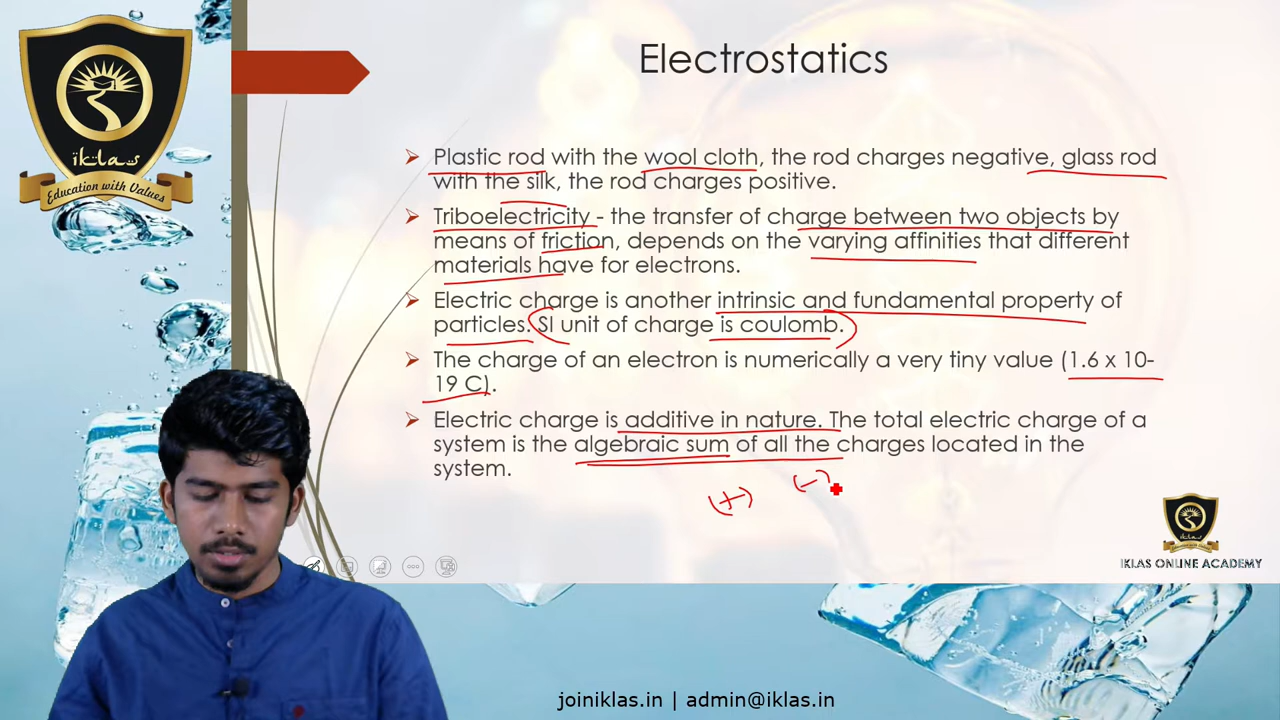 Electrostatics
Plastic rod with the wool cloth, the rod charges negative, glass rod
with the silk, the rod charges positive.
Triboelectricity - the transfer of charge between two objects by
means of friction, depends on the varying affinities that different
materials have for electrons.
Electric charge is another intrinsic and fundamental property of
particles. SI unit of charge is coulomb.
The charge of an electron is numerically a very tiny value (1.6 x 10-
19 C).
Electric charge is additive in nature. The total electric charge of a
system is the algebraic sum of all the charges located in the
system.
(+) (-)
iklas
Education with Values
iklas
IKLAS ONLINE ACADEMY
joiniklas.in | admin@iklas.in